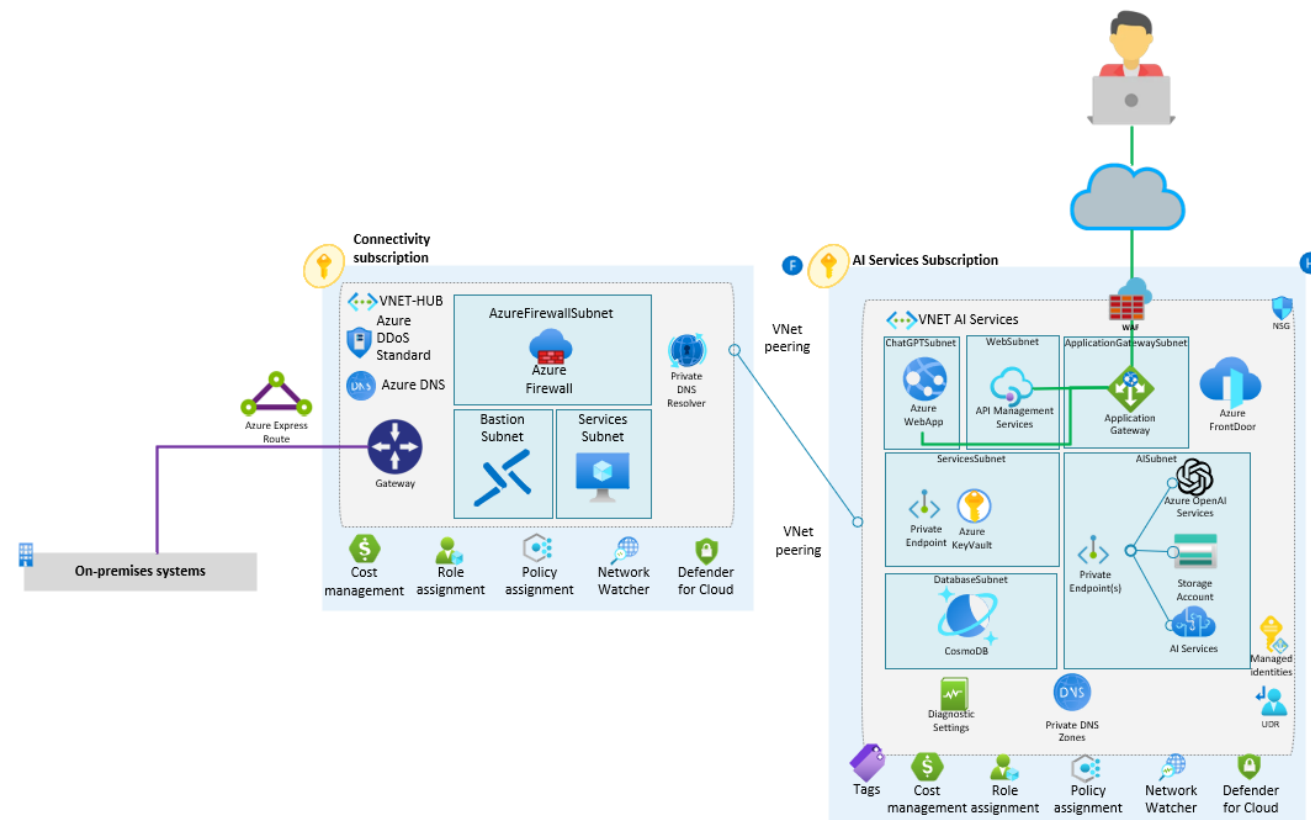 Connectivity
subscription
VNET-HUB
Azure
DDoS
Standard
DNS
Azure DNS
AzureFirewallSubnet
Azure
Firewall
Private
DNS
Resolver
Bastion
Subnet
Services
Subnet
Gateway
Azure Express
Route
On-premises systems
Cost
management
Role
assignment
Policy
assignment
Network
Watcher
Defender
for Cloud
VNet
peering
VNet
peering
F
AI Services Subscription
H
WAF
NSG
VNET AI Services
ChatGPTSubnet
Azure
WebApp
WebSubnet
API Management
Services
ApplicationGatewaySubnet
Application
Gateway
Azure
FrontDoor
ServicesSubnet
Private
Endpoint
Azure
KeyVault
AISubnet
Azure OpenAI
Services
Private
Endpoint(s)
Storage
Account
AI Services
DatabaseSubnet
CosmoDB
Managed
identities
UDR
Diagnostic
Settings
DNS
Private DNS
Zones
Tags
Cost
management
Role
assignment
Policy
assignment
Network
Watcher
Defender
for Cloud